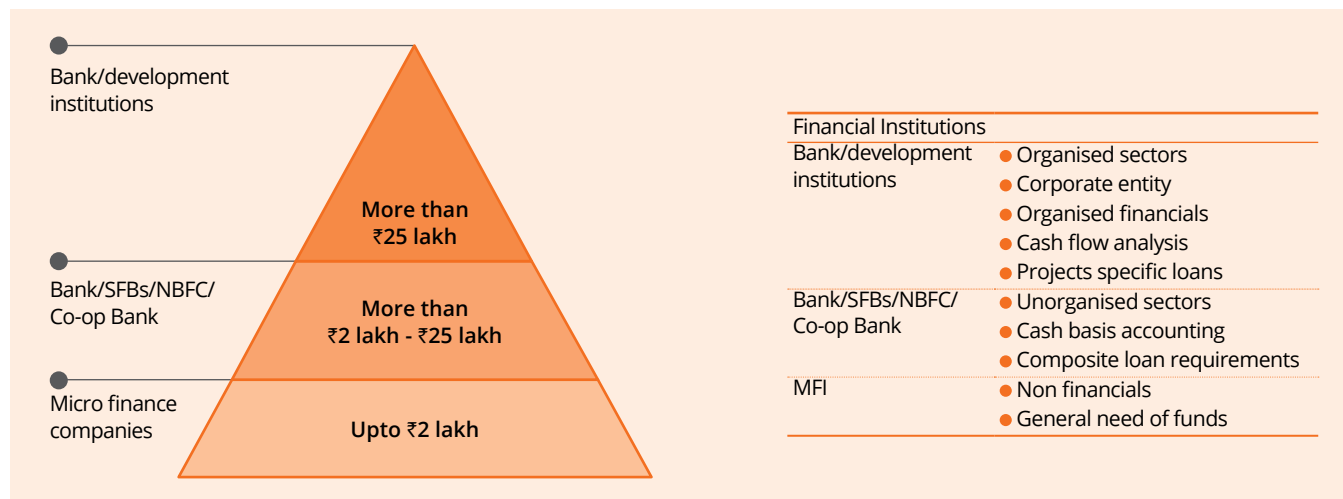 Bank/development
institutions
More than
₹25 lakh
Bank/SFBs/NBFC/
Co-op Bank
More than
₹2 lakh - ₹25 lakh
Micro finance
companies
Upto ₹2 lakh
Financial Institutions
Bank/development
institutions
● Organised sectors
● Corporate entity
● Organised financials
● Cash flow analysis
● Projects specific loans
Bank/SFBs/NBFC/
Co-op Bank
● Unorganised sectors
● Cash basis accounting
● Composite loan requirements
MFI
● Non financials
● General need of funds